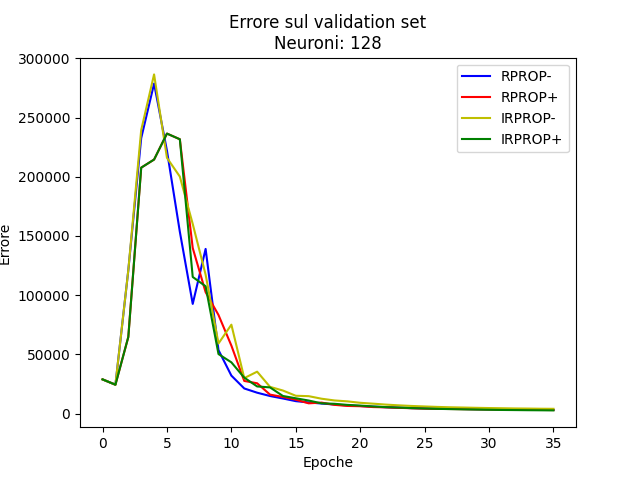 Errore sul validation set
Neuroni: 128
300000
250000
200000
150000
100000
50000
0
Errore
RPROP-
RPROP+
IRPROP-
IRPROP+
0 5 10 15 20 25 30 35
Epoche